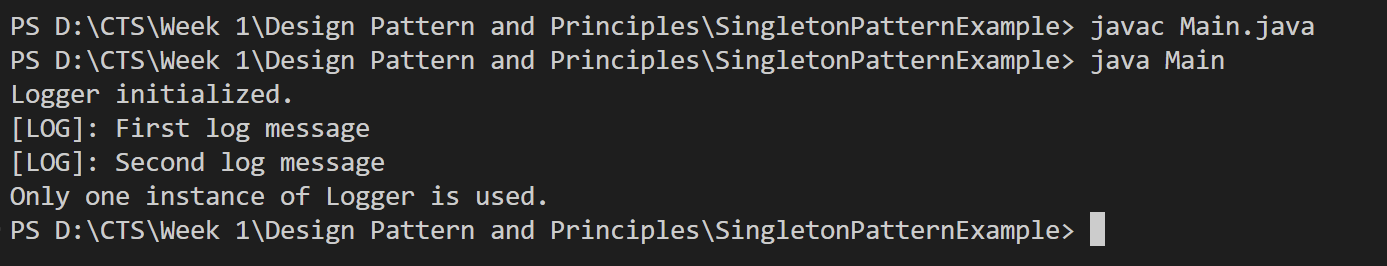 PS D:\CTS\Week 1\Design Pattern and Principles\SingletonPatternExample> javac Main.java
PS D:\CTS\Week 1\Design Pattern and Principles\SingletonPatternExample> java Main
Logger initialized.
[LOG]: First log message
[LOG]: Second log message
Only one instance of Logger is used.
PS D:\CTS\Week 1\Design Pattern and Principles\SingletonPatternExample>